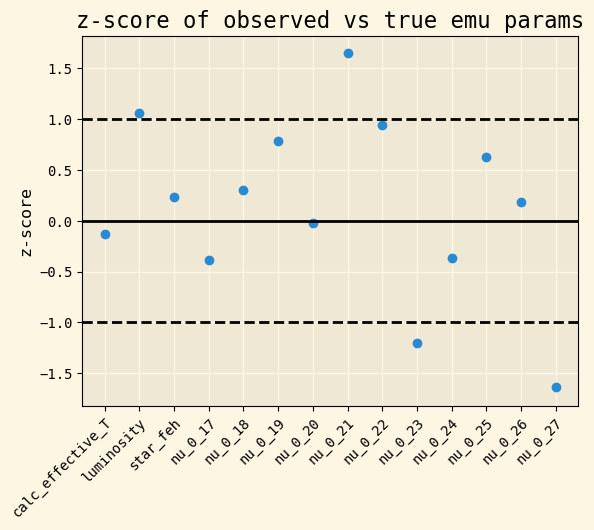 z-score of observed vs true emu params
z-score
1.5
1.0
0.5
0.0
−0.5
−1.0
−1.5
calc_effective_T
luminosity
star_feh
nu_0_17
nu_0_18
nu_0_19
nu_0_20
nu_0_21
nu_0_22
nu_0_23
nu_0_24
nu_0_25
nu_0_26
nu_0_27